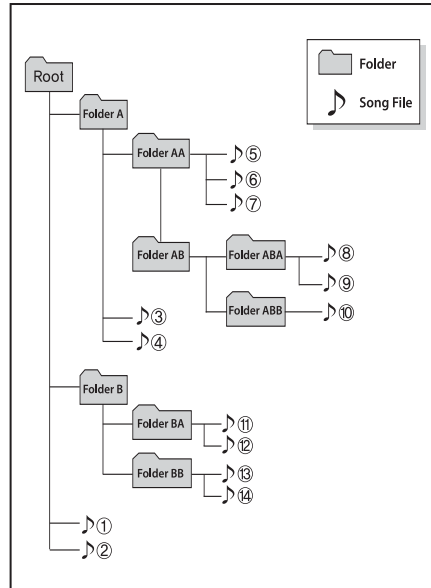 Root
Folder
Song File
Folder A
Folder AA
⑤
⑥
⑦
Folder AB
Folder ABA
⑧
⑨
Folder ABB
⑩
③
④
Folder B
Folder BA
⑪
⑫
Folder BB
⑬
⑭
①
②